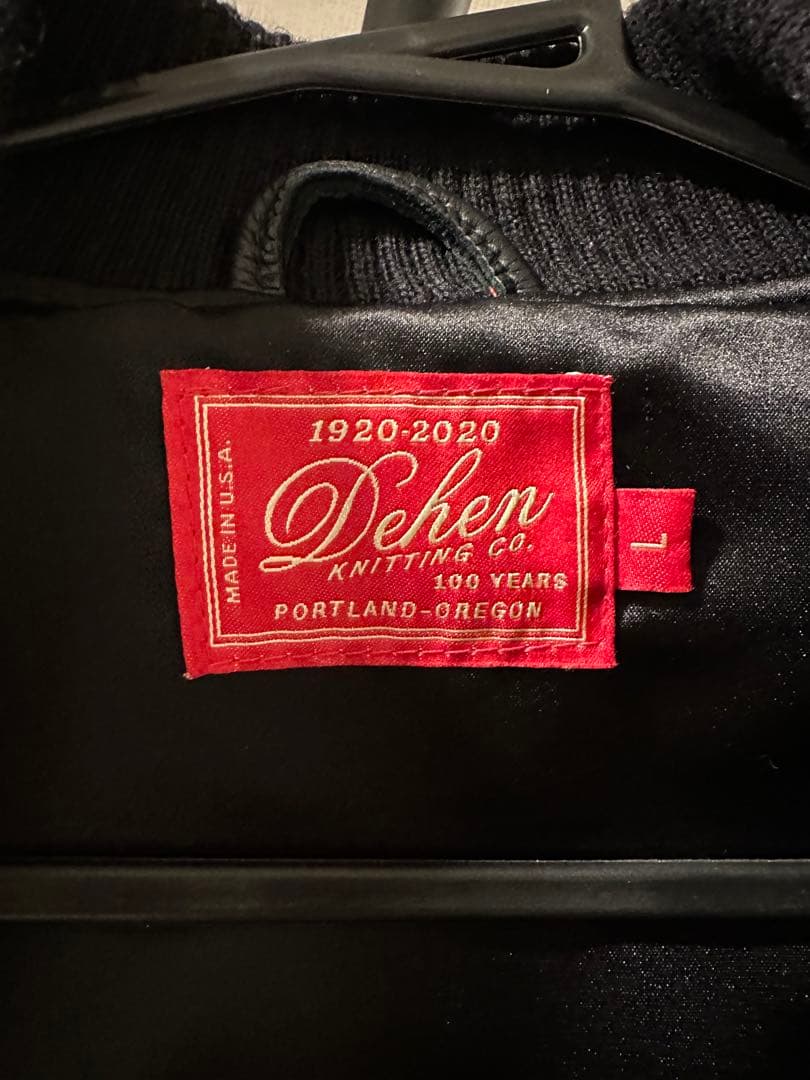 1920-2020
Dehen
KNITTING CO.
100 YEARS
PORTLAND-OREGON
MADE IN U.S.A.
L